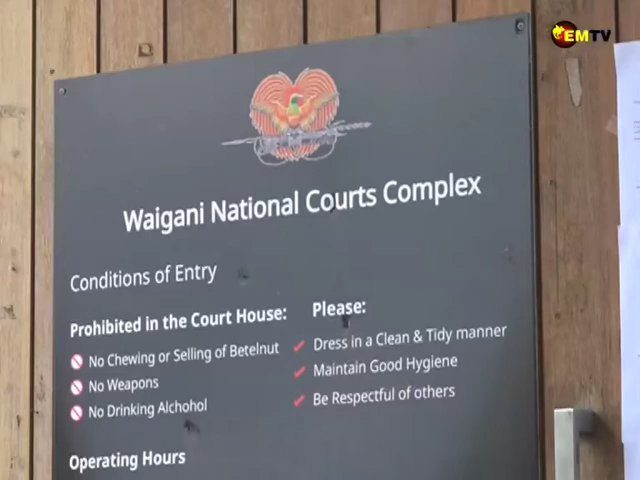 EMTV
Waigani National Courts Complex
Conditions of Entry
Prohibited in the Court House:
No Chewing or Selling of Betelnut
No Weapons
No Drinking Alchohol
Please:
Dress in a Clean & Tidy manner
Maintain Good Hygiene
Be Respectful of others
Operating Hours